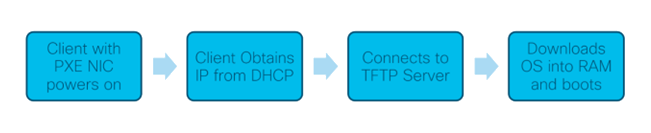 Client with
PXE NIC
powers on
Client Obtains
IP from DHCP
Connects to
TFTP Server
Downloads
OS into RAM
and boots